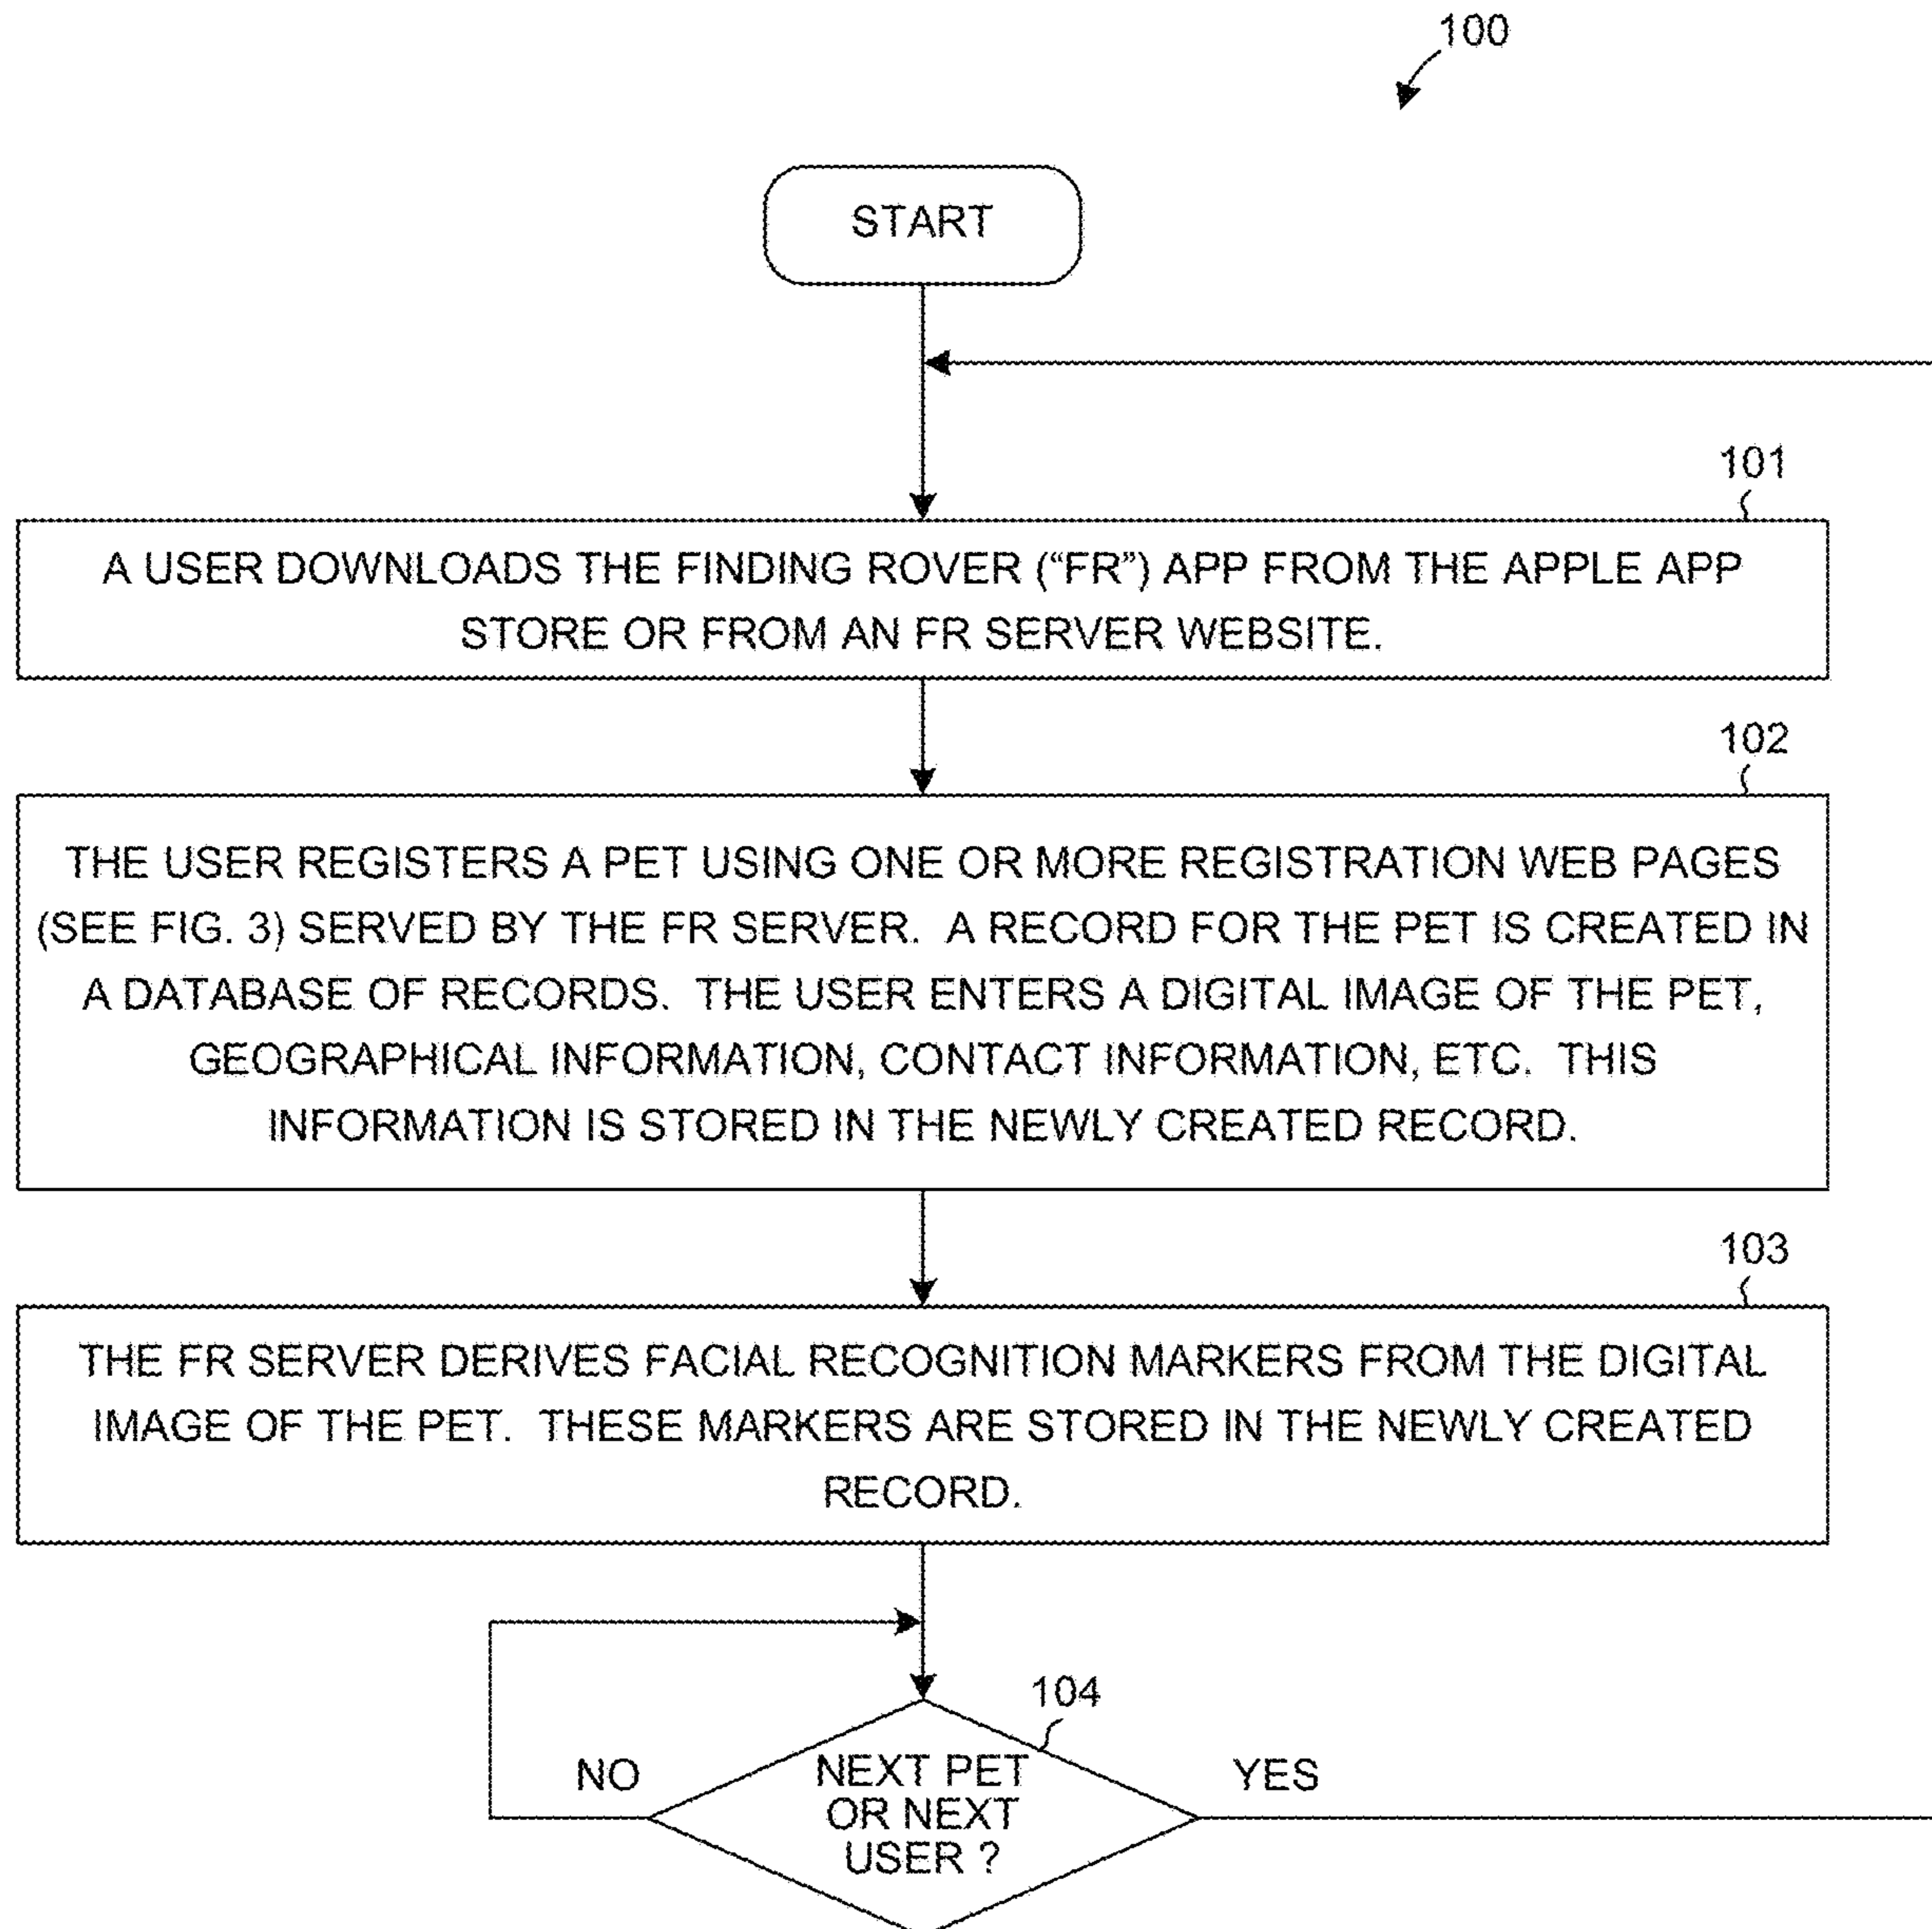 100
START
101
A USER DOWNLOADS THE FINDING ROVER (“FR”) APP FROM THE APPLE APP
STORE OR FROM AN FR SERVER WEBSITE.
102
THE USER REGISTERS A PET USING ONE OR MORE REGISTRATION WEB PAGES
(SEE FIG. 3) SERVED BY THE FR SERVER. A RECORD FOR THE PET IS CREATED IN
A DATABASE OF RECORDS. THE USER ENTERS A DIGITAL IMAGE OF THE PET,
GEOGRAPHICAL INFORMATION, CONTACT INFORMATION, ETC. THIS
INFORMATION IS STORED IN THE NEWLY CREATED RECORD.
103
THE FR SERVER DERIVES FACIAL RECOGNITION MARKERS FROM THE DIGITAL
IMAGE OF THE PET. THESE MARKERS ARE STORED IN THE NEWLY CREATED
RECORD.
104
NO
NEXT PET
OR NEXT
USER ?
YES